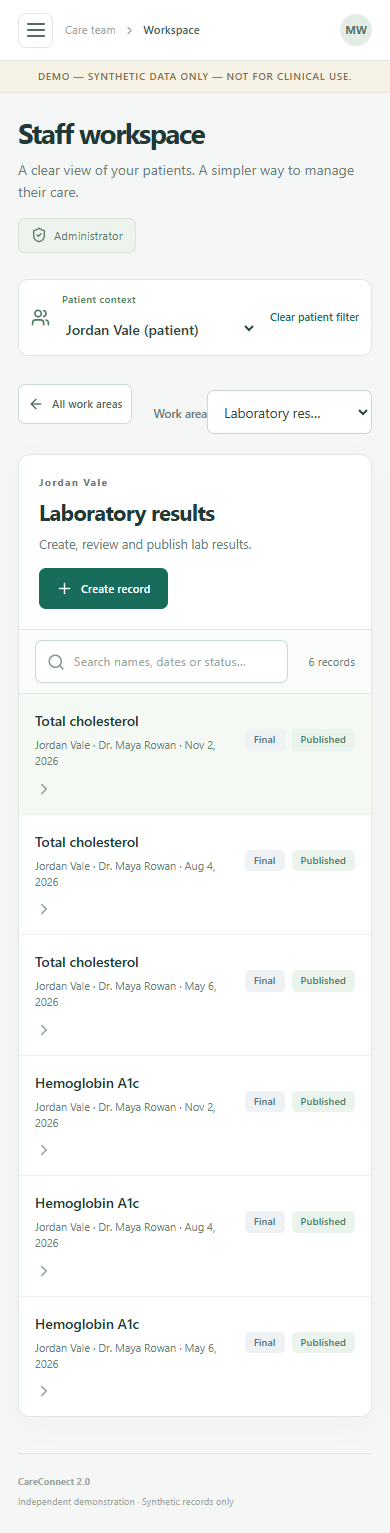 Care team > Workspace
MW
DEMO — SYNTHETIC DATA ONLY — NOT FOR CLINICAL USE.
Staff workspace
A clear view of your patients. A simpler way to manage
their care.
Administrator
Patient context
Jordan Vale (patient)
Clear patient filter
All work areas
Work area
Laboratory res...
Jordan Vale
Laboratory results
Create, review and publish lab results.
Create record
Search names, dates or status...
6 records
Total cholesterol
Jordan Vale · Dr. Maya Rowan · Nov 2,
2026
Final
Published
Total cholesterol
Jordan Vale · Dr. Maya Rowan · Aug 4,
2026
Final
Published
Total cholesterol
Jordan Vale · Dr. Maya Rowan · May 6,
2026
Final
Published
Hemoglobin A1c
Jordan Vale · Dr. Maya Rowan · Nov 2,
2026
Final
Published
Hemoglobin A1c
Jordan Vale · Dr. Maya Rowan · Aug 4,
2026
Final
Published
Hemoglobin A1c
Jordan Vale · Dr. Maya Rowan · May 6,
2026
Final
Published
CareConnect 2.0
Independent demonstration · Synthetic records only